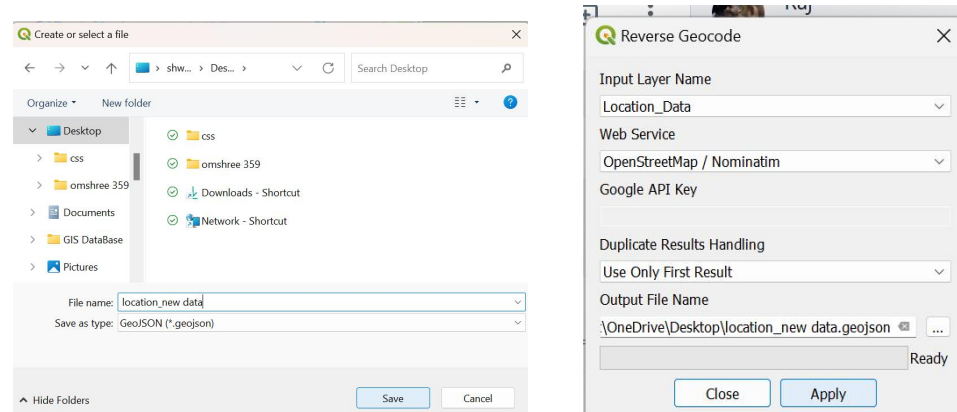 Create or select a file
shw... > Des... >
Search Desktop
Organize
New folder
Desktop
css
omshree 359
Documents
GIS DataBase
Pictures
css
omshree 359
Downloads - Shortcut
Network - Shortcut
File name: location_new data
Save as type: GeoJSON (*.geojson)
Hide Folders
Save
Cancel
Reverse Geocode
Input Layer Name
Location_Data
Web Service
OpenStreetMap / Nominatim
Google API Key
Duplicate Results Handling
Use Only First Result
Output File Name
:\OneDrive\Desktop\location_new data.geojson
...
Ready
Close
Apply